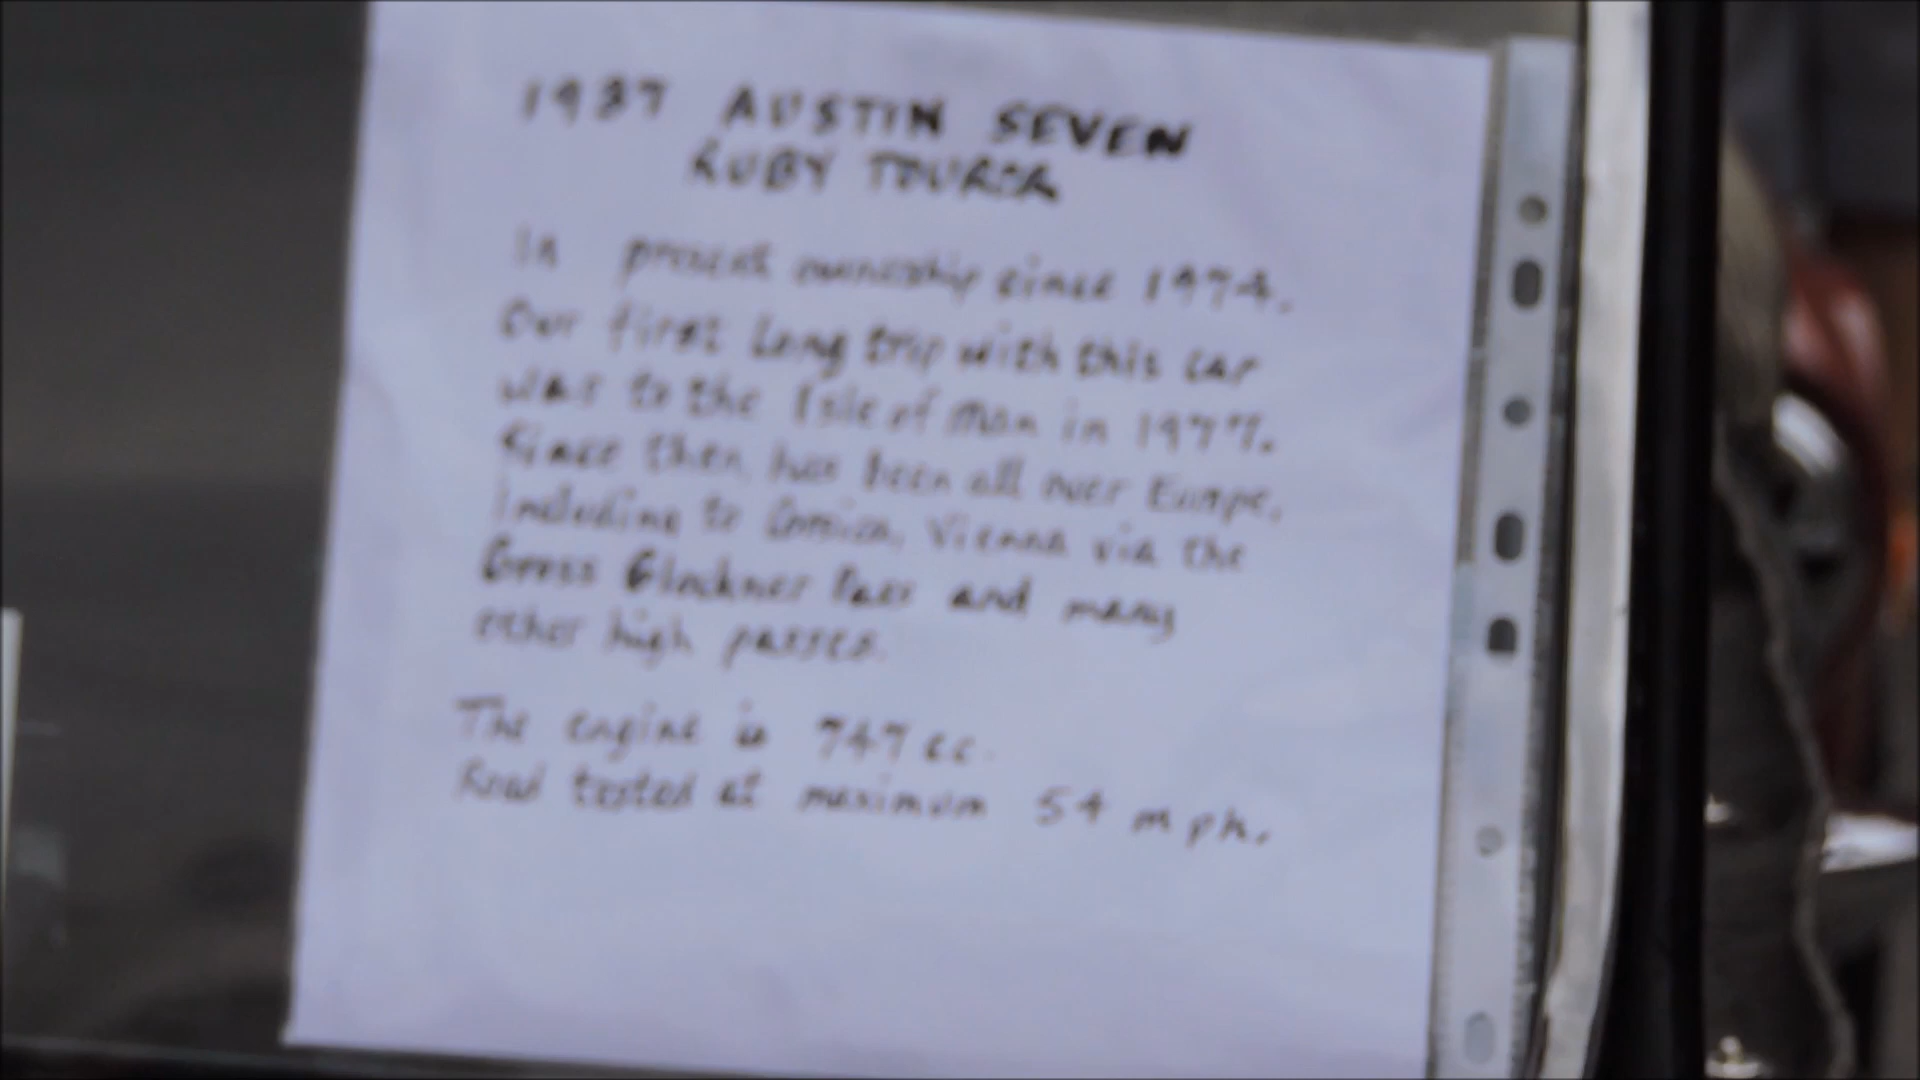 1937 AUSTIN SEVEN
RUBY TOURER
In present ownership since 1974.
Our first long trip with this car
was to the Isle of Man in 1977.
Since then has been all over Europe,
Including to Corsica, Vienna via the
Gross Glockner Pass and many
other high passes.
The engine is 747 cc.
Road tested at maximum 54 mph.